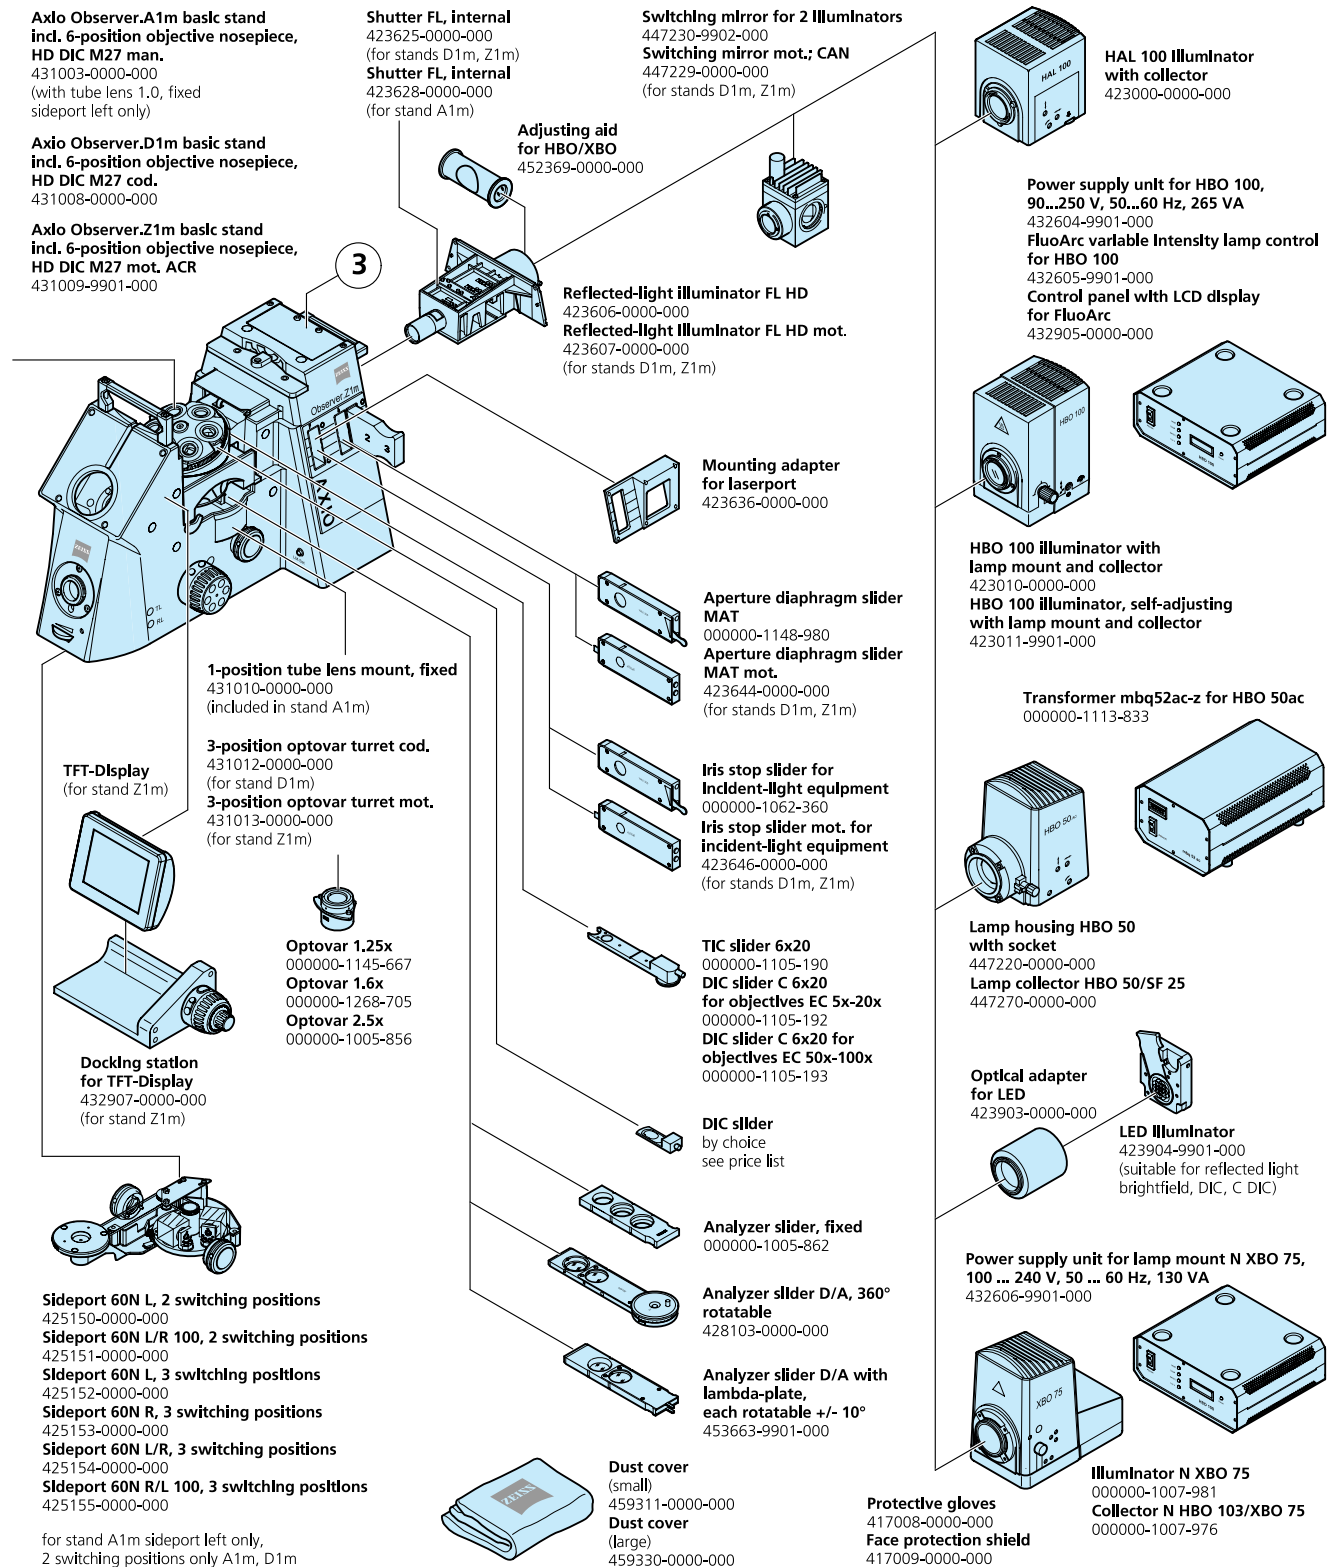 Axio Observer.A1m basic stand
incl. 6-position objective nosepiece,
HD DIC M27 man.
431003-0000-000
(with tube lens 1.0, fixed
sideport left only)
Axio Observer.D1m basic stand
incl. 6-position objective nosepiece,
HD DIC M27 cod.
431008-0000-000
Axio Observer.Z1m basic stand
incl. 6-position objective nosepiece,
HD DIC M27 mot. ACR
431009-9901-000
Shutter FL, internal
423625-0000-000
(for stands D1m, Z1m)
Shutter FL, internal
423628-0000-000
(for stand A1m)
Adjusting aid
for HBO/XBO
452369-0000-000
Switching mirror for 2 illuminators
447230-9902-000
Switching mirror mot.; CAN
447229-0000-000
(for stands D1m, Z1m)
HAL 100
HAL 100 illuminator
with collector
423000-0000-000
3
Reflected-light illuminator FL HD
423606-0000-000
Reflected-light illuminator FL HD mot.
423607-0000-000
(for stands D1m, Z1m)
Power supply unit for HBO 100,
90...250 V, 50...60 Hz, 265 VA
432604-9901-000
FluoArc variable intensity lamp control
for HBO 100
432605-9901-000
Control panel with LCD display
for FluoArc
432905-0000-000
ZEISS
Observer.Z1m
2
3
AXIO
ZEISS
TL
RL
HBO 100
HBO 100
Mounting adapter
for laserport
423636-0000-000
HBO 100 illuminator with
lamp mount and collector
423010-0000-000
HBO 100 illuminator, self-adjusting
with lamp mount and collector
423011-9901-000
Aperture diaphragm slider
MAT
000000-1148-980
Aperture diaphragm slider
MAT mot.
423644-0000-000
(for stands D1m, Z1m)
1-position tube lens mount, fixed
431010-0000-000
(included in stand A1m)
3-position optovar turret cod.
431012-0000-000
(for stand D1m)
3-position optovar turret mot.
431013-0000-000
(for stand Z1m)
TFT-Display
(for stand Z1m)
Transformer mbq52ac-z for HBO 50ac
000000-1113-833
HBO 50 ac
mbq 52 ac
Iris stop slider for
incident-light equipment
000000-1062-360
Iris stop slider mot. for
incident-light equipment
423646-0000-000
(for stands D1m, Z1m)
Optovar 1.25x
000000-1145-667
Optovar 1.6x
000000-1268-705
Optovar 2.5x
000000-1005-856
Lamp housing HBO 50
with socket
447220-0000-000
Lamp collector HBO 50/SF 25
447270-0000-000
TIC slider 6x20
000000-1105-190
DIC slider C 6x20
for objectives EC 5x-20x
000000-1105-192
DIC slider C 6x20 for
objectives EC 50x-100x
000000-1105-193
Docking station
for TFT-Display
432907-0000-000
(for stand Z1m)
Optical adapter
for LED
423903-0000-000
LED illuminator
423904-9901-000
(suitable for reflected light
brightfield, DIC, C DIC)
DIC slider
by choice
see price list
Analyzer slider, fixed
000000-1005-862
Power supply unit for lamp mount N XBO 75,
100 ... 240 V, 50 ... 60 Hz, 130 VA
432606-9901-000
Analyzer slider D/A, 360°
rotatable
428103-0000-000
Sideport 60N L, 2 switching positions
425150-0000-000
Sideport 60N L/R 100, 2 switching positions
425151-0000-000
Sideport 60N L, 3 switching positions
425152-0000-000
Sideport 60N R, 3 switching positions
425153-0000-000
Sideport 60N L/R, 3 switching positions
425154-0000-000
Sideport 60N R/L 100, 3 switching positions
425155-0000-000
for stand A1m sideport left only,
2 switching positions only A1m, D1m
Analyzer slider D/A with
lambda-plate,
each rotatable +/- 10°
453663-9901-000
XBO 75
HBO 100
ZEISS
Dust cover
(small)
459311-0000-000
Dust cover
(large)
459330-0000-000
Illuminator N XBO 75
000000-1007-981
Collector N HBO 103/XBO 75
000000-1007-976
Protective gloves
417008-0000-000
Face protection shield
417009-0000-000